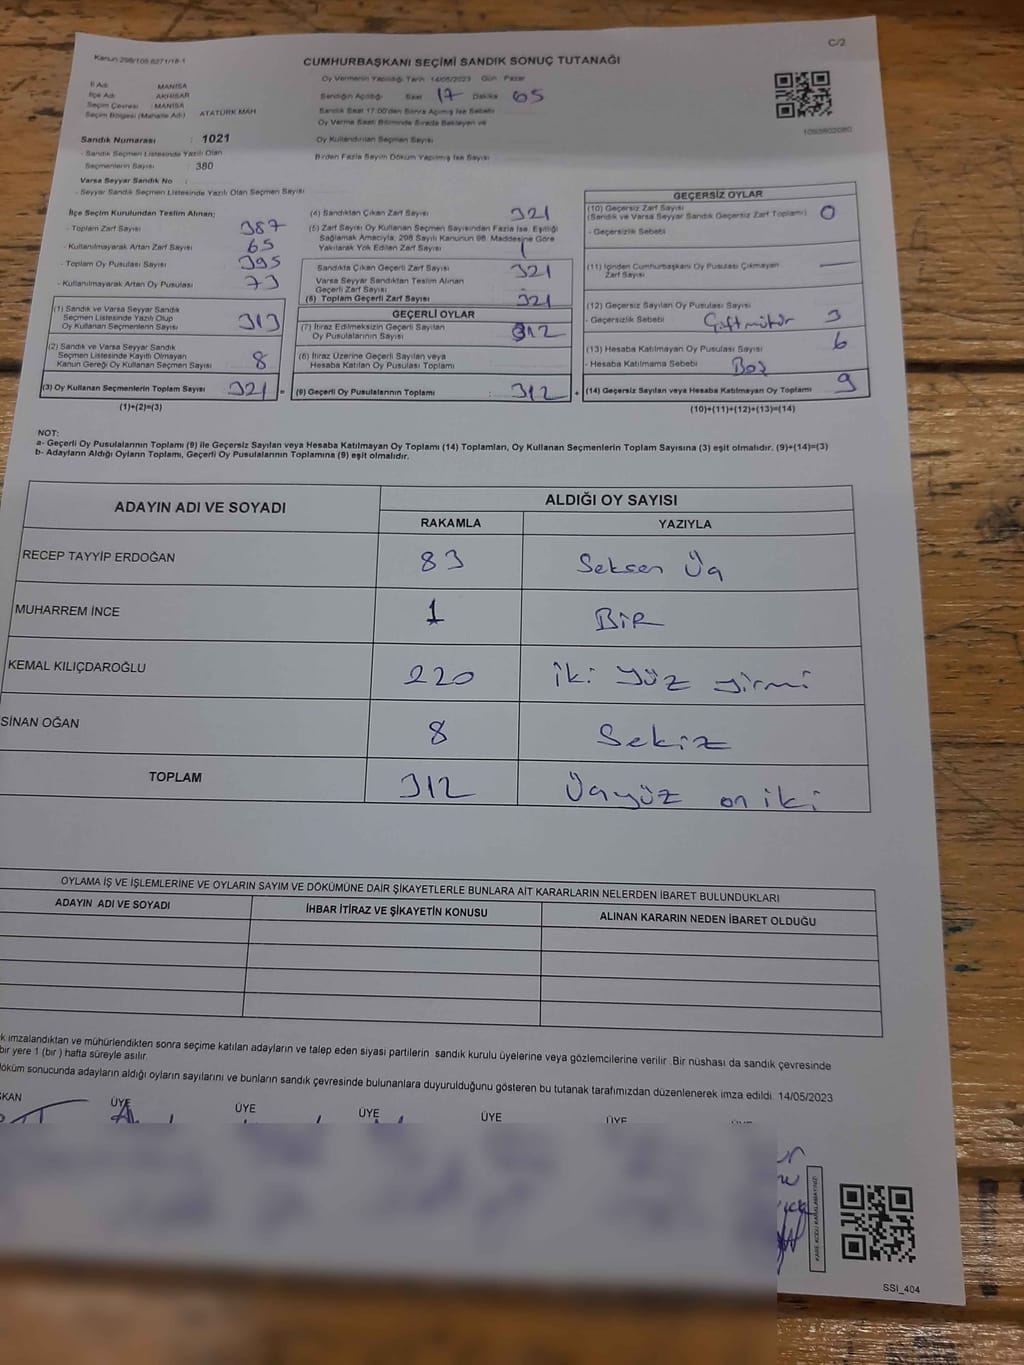 C/2
Kanun 298/105.6271/18-1
CUMHURBAŞKANI SEÇİMİ SANDIK SONUÇ TUTANAĞI
İl Adı : MANİSA
İlçe Adı : AKHİSAR
Seçim Çevresi : MANİSA
Seçim Bölgesi (Mahalle Adı) ATATÜRK MAH
Sandık Numarası : 1021
- Sandık Seçmen Listesinde Yazılı Olan
Seçmenlerin Sayısı : 380
Varsa Seyyar Sandık No :
- Seyyar Sandık Seçmen Listesinde Yazılı Olan Seçmen Sayısı
Oy Vermenin Yapıldığı Tarih 14/05/2023 Gün : Pazar
Sandığın Açıldığı Saat 17 Dakika 05
Sandık Saat 17:00'den Sonra Açılmış İse Sebebi
Oy Verme Saati Bitiminde Sırada Bekleyen ve
Oy Kullandırılan Seçmen Sayısı
Birden Fazla Sayım Döküm Yapılmış İse Sayısı
1093802080
İlçe Seçim Kurulundan Teslim Alınan;
- Toplam Zarf Sayısı 387
- Kullanılmayarak Artan Zarf Sayısı 65
- Toplam Oy Pusulası Sayısı 395
- Kullanılmayarak Artan Oy Pusulası 73
(1) Sandık ve Varsa Seyyar Sandık
Seçmen Listesinde Yazılı Olup
Oy Kullanan Seçmenlerin Sayısı 313
(2) Sandık ve Varsa Seyyar Sandık
Seçmen Listesinde Kayıtlı Olmayan
Kanun Gereği Oy Kullanan Seçmen Sayısı 8
(3) Oy Kullanan Seçmenlerin Toplam Sayısı 321 =
(1)+(2)=(3)
(4) Sandıktan Çıkan Zarf Sayısı 321
(5) Zarf Sayısı Oy Kullanan Seçmen Sayısından Fazla İse, Eşitliği
Sağlamak Amacıyla, 298 Sayılı Kanunun 98. Maddesine Göre
Yakılarak Yok Edilen Zarf Sayısı 1
Sandıkta Çıkan Geçerli Zarf Sayısı 321
Varsa Seyyar Sandıktan Teslim Alınan
Geçerli Zarf Sayısı
(6) Toplam Geçerli Zarf Sayısı 321
GEÇERLİ OYLAR
(7) İtiraz Edilmeksizin Geçerli Sayılan
Oy Pusulalarının Sayısı 312
(8) İtiraz Üzerine Geçerli Sayılan veya
Hesaba Katılan Oy Pusulaları Toplamı
(9) Geçerli Oy Pusulalarının Toplamı : 312 +
GEÇERSİZ OYLAR
(10) Geçersiz Zarf Sayısı 0
(Sandık ve Varsa Seyyar Sandık Geçersiz Zarf Toplamı)
- Geçersizlik Sebebi
(11) İçinden Cumhurbaşkanı Oy Pusulası Çıkmayan
Zarf Sayısı —
(12) Geçersiz Sayılan Oy Pusulası Sayısı
- Geçersizlik Sebebi Çift mühür 3
(13) Hesaba Katılmayan Oy Pusulası Sayısı 6
- Hesaba Katılmama Sebebi Boş
(14) Geçersiz Sayılan veya Hesaba Katılmayan Oy Toplamı 9
(10)+(11)+(12)+(13)=(14)
NOT:
a- Geçerli Oy Pusulalarının Toplamı (9) ile Geçersiz Sayılan veya Hesaba Katılmayan Oy Toplamı (14) Toplamları, Oy Kullanan Seçmenlerin Toplam Sayısına (3) eşit olmalıdır. (9)+(14)=(3)
b- Adayların Aldığı Oyların Toplamı, Geçerli Oy Pusulalarının Toplamına (9) eşit olmalıdır.
ADAYIN ADI VE SOYADI ALDIĞI OY SAYISI
RAKAMLA YAZIYLA
RECEP TAYYİP ERDOĞAN 83 Seksen Üç
MUHARREM İNCE 1 BİR
KEMAL KILIÇDAROĞLU 220 iki yüz yirmi
SİNAN OĞAN 8 Sekiz
TOPLAM 312 Üçyüz on iki
OYLAMA İŞ VE İŞLEMLERİNE VE OYLARIN SAYIM VE DÖKÜMÜNE DAİR ŞİKAYETLERLE BUNLARA AİT KARARLARIN NELERDEN İBARET BULUNDUKLARI
ADAYIN ADI VE SOYADI İHBAR İTİRAZ VE ŞİKAYETİN KONUSU ALINAN KARARIN NEDEN İBARET OLDUĞU
k imzalandıktan ve mühürlendikten sonra seçime katılan adayların ve talep eden siyasi partilerin sandık kurulu üyelerine veya gözlemcilerine verilir. Bir nüshası da sandık çevresinde
bir yere 1 (bir ) hafta süreyle asılır.
döküm sonucunda adayların aldığı oyların sayılarını ve bunların sandık çevresinde bulunanlara duyurulduğunu gösteren bu tutanak tarafımızdan düzenlenerek imza edildi. 14/05/2023
ŞKAN ÜYE ÜYE ÜYE ÜYE ÜYE
SSI_404